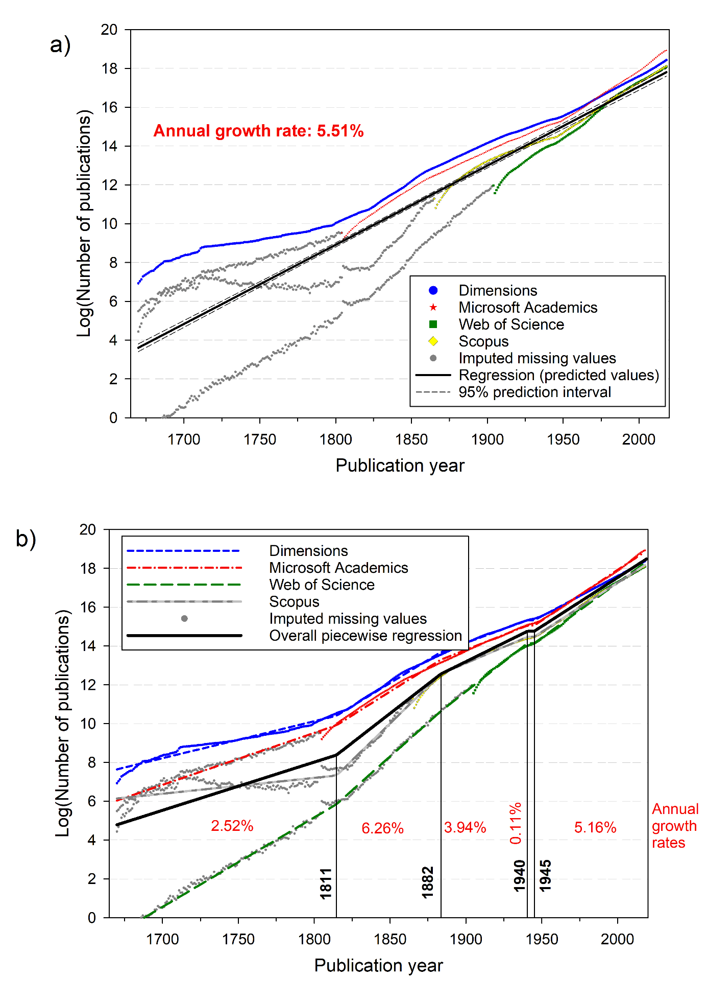 a)
20
18
16
14
12
10
8
6
4
2
0
Log(Number of publications)
Annual growth rate: 5.51%
Dimensions
Microsoft Academics
Web of Science
Scopus
Imputed missing values
Regression (predicted values)
95% prediction interval
1700 1750 1800 1850 1900 1950 2000
Publication year
b)
20
18
16
14
12
10
8
6
4
2
0
Log(Number of publications)
Dimensions
Microsoft Academics
Web of Science
Scopus
Imputed missing values
Overall piecewise regression
2.52%
6.26%
3.94%
0.11%
5.16%
Annual
growth
rates
1811
1882
1940
1945
1700 1750 1800 1850 1900 1950 2000
Publication year